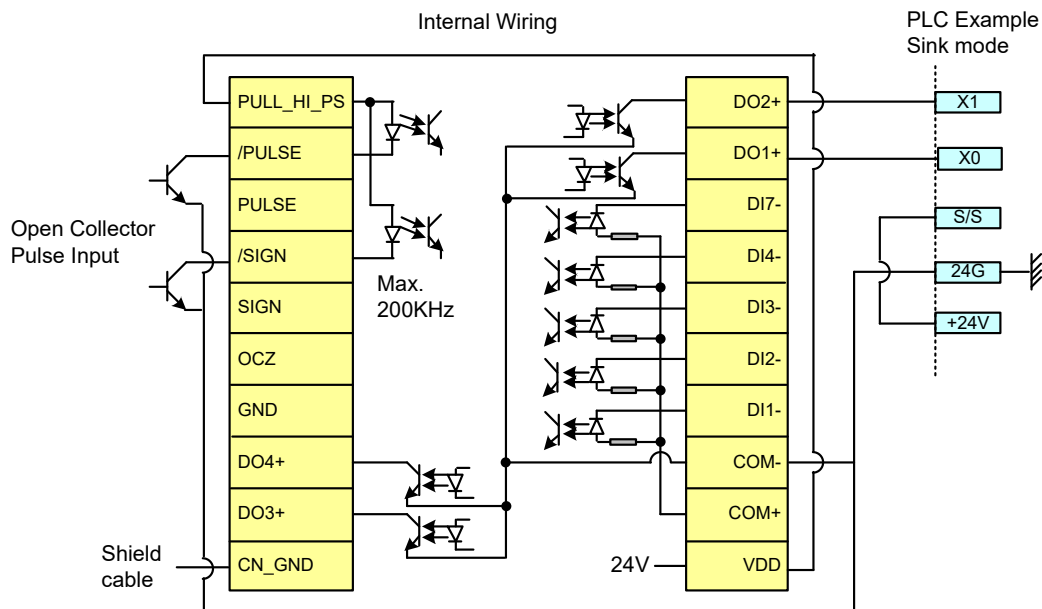 Internal Wiring
PLC Example
Sink mode
PULL_HI_PS
/PULSE
PULSE
/SIGN
SIGN
OCZ
GND
DO4+
DO3+
CN_GND
Open Collector
Pulse Input
Shield
cable
Max.
200KHz
DO2+
DO1+
DI7-
DI4-
DI3-
DI2-
DI1-
COM-
COM+
VDD
24V
X1
X0
S/S
24G
+24V